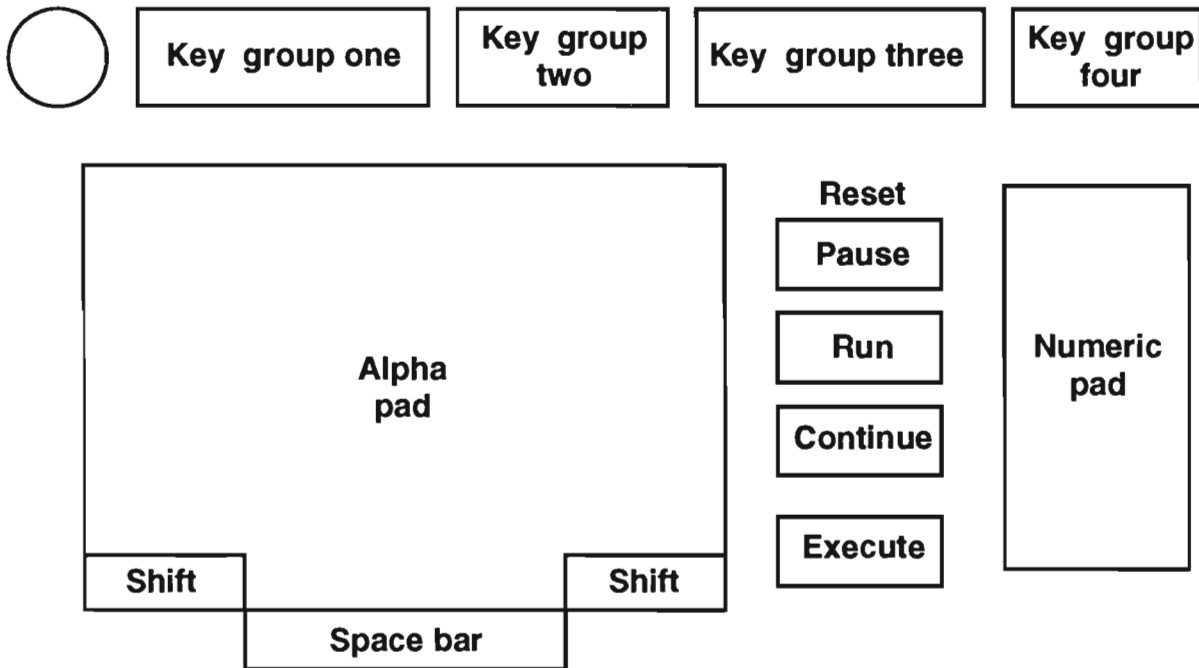 Key group one
Key group
two
Key group three
Key group
four
Reset
Pause
Run
Continue
Execute
Numeric
pad
Alpha
pad
Shift
Shift
Space bar